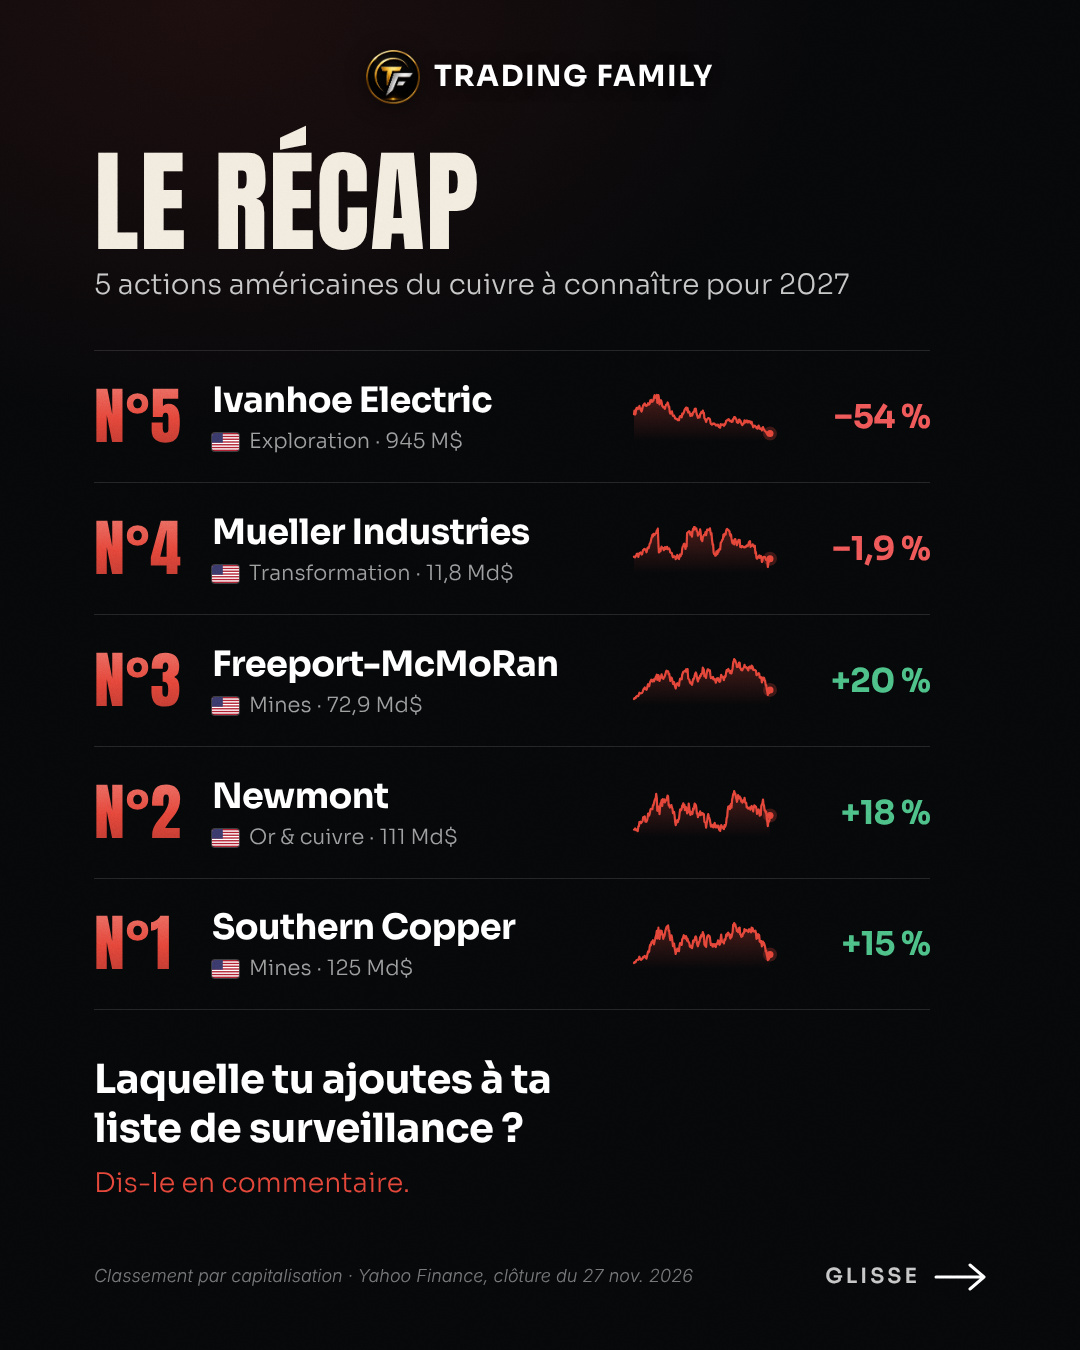 TF TRADING FAMILY
LE RÉCAP
5 actions américaines du cuivre à connaître pour 2027
N°5 Ivanhoe Electric −54 %
Exploration · 945 M$
N°4 Mueller Industries −1,9 %
Transformation · 11,8 Md$
N°3 Freeport-McMoRan +20 %
Mines · 72,9 Md$
N°2 Newmont +18 %
Or & cuivre · 111 Md$
N°1 Southern Copper +15 %
Mines · 125 Md$
Laquelle tu ajoutes à ta
liste de surveillance ?
Dis-le en commentaire.
Classement par capitalisation · Yahoo Finance, clôture du 27 nov. 2026
GLISSE